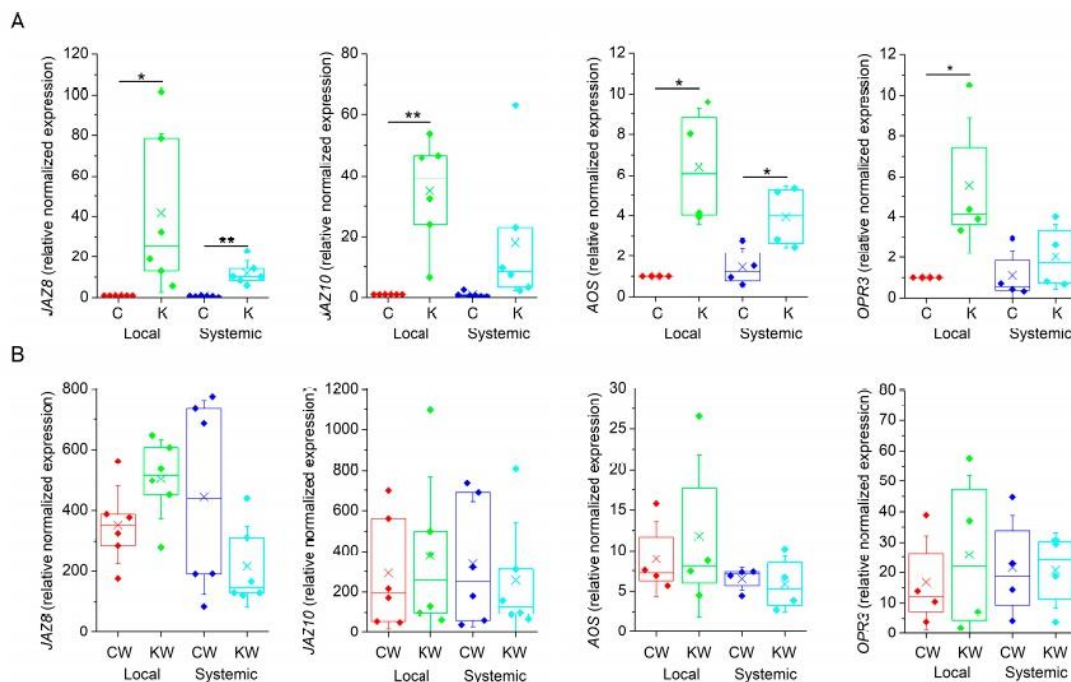 A
JAZ8 (relative normalized expression)
120
100
80
60
40
20
0
*
**
C K C K
Local Systemic
JAZ10 (relative normalized expression)
80
60
40
20
0
**
C K C K
Local Systemic
AOS (relative normalized expression)
12
10
8
6
4
2
0
*
*
C K C K
Local Systemic
OPR3 (relative normalized expression)
12
10
8
6
4
2
0
*
C K C K
Local Systemic
B
JAZ8 (relative normalized expression)
800
600
400
200
0
CW KW CW KW
Local Systemic
JAZ10 (relative normalized expression)
1200
1000
800
600
400
200
0
CW KW CW KW
Local Systemic
AOS (relative normalized expression)
30
25
20
15
10
5
0
CW KW CW KW
Local Systemic
OPR3 (relative normalized expression)
80
70
60
50
40
30
20
10
0
CW KW CW KW
Local Systemic